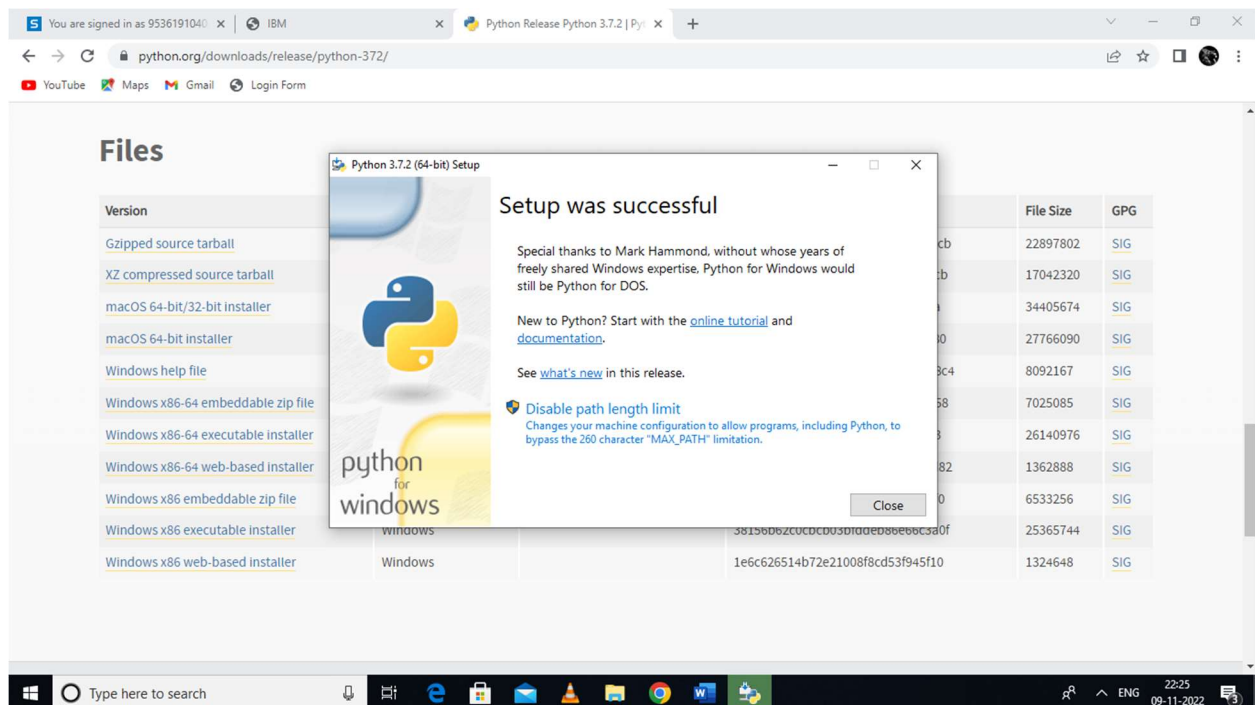 You are signed in as 9536191040
IBM
Python Release Python 3.7.2 | Pyt
python.org/downloads/release/python-372/
YouTube
Maps
Gmail
Login Form
Files
Python 3.7.2 (64-bit) Setup
Setup was successful
Special thanks to Mark Hammond, without whose years of
freely shared Windows expertise, Python for Windows would
still be Python for DOS.
New to Python? Start with the online tutorial and
documentation.
See what's new in this release.
Disable path length limit
Changes your machine configuration to allow programs, including Python, to
bypass the 260 character "MAX_PATH" limitation.
python
for
windows
Close
Version File Size GPG
Gzipped source tarball cb 22897802 SIG
XZ compressed source tarball 17042320 SIG
macOS 64-bit/32-bit installer 34405674 SIG
macOS 64-bit installer 27766090 SIG
Windows help file 8092167 SIG
Windows x86-64 embeddable zip file 58 7025085 SIG
Windows x86-64 executable installer 26140976 SIG
Windows x86-64 web-based installer 82 1362888 SIG
Windows x86 embeddable zip file 6533256 SIG
Windows x86 executable installer Windows 25365744 SIG
Windows x86 web-based installer Windows 1e6c626514b72e21008f8cd53f945f10 1324648 SIG
Type here to search
ENG
22:25
09-11-2022
3